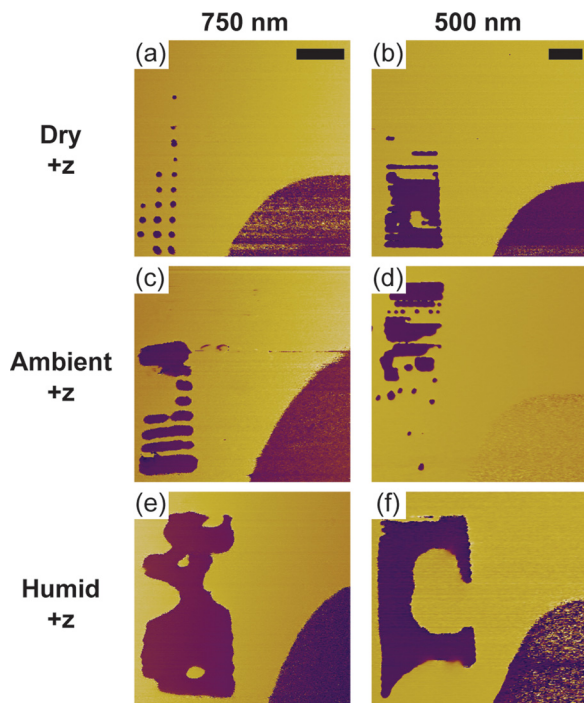 750 nm 500 nm
(a) (b)
Dry
+z
(c) (d)
Ambient
+z
(e) (f)
Humid
+z